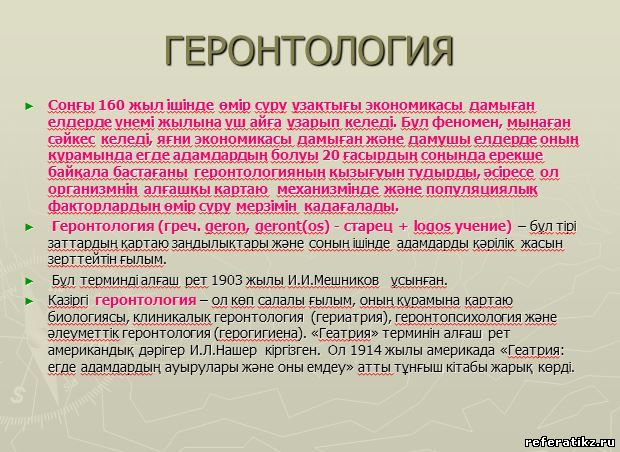 ГЕРОНТОЛОГИЯ
Соңғы 160 жыл ішінде өмір сүру ұзақтығы экономикасы дамыған
елдерде үнемі жылына үш айға ұзарып келеді. Бұл феномен, мынаған
сәйкес келеді, яғни экономикасы дамыған және дамушы елдерде оның
құрамында егде адамдардың болуы 20 ғасырдың сонында ерекше
байқала бастағаны геронтологияның қызығуын тудырды, әсіресе ол
организмнің алғашқы қартаю механизмінде және популяциялық
факторлардың өмір сүру мерзімін қадағалады.
Геронтология (греч. geron, geront(os) - старец + logos учение) – бұл тірі
заттардың қартаю заңдылықтары және соның ішінде адамдарды қәрілік жасын
зерттейтін ғылым.
Бұл терминді алғаш рет 1903 жылы И.И.Мешников ұсынған.
Казіргі геронтология – ол көп салалы ғылым, оның құрамына қартаю
биологиясы, клиникалық геронтология (гериатрия), геронтопсихология және
әлеуметтік геронтология (герогигиена). «Геатрия» терминін алғаш рет
американдық дәрігер И.Л.Нашер кіргізген. Ол 1914 жылы америкада «Геатрия:
егде адамдардың ауырулары және оны емдеу» атты тұнғыш кітабы жарық көрді.
referatikz.ru